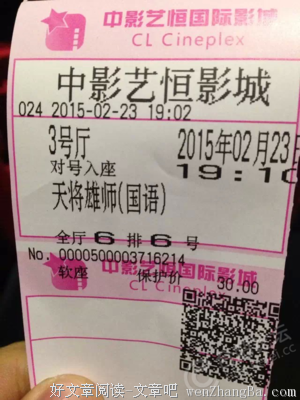 中影艺恒国际影城
CL Cineplex
中影艺恒影城
024 2015-02-23 19:02
3号厅 2015年02月23
对号入座 19:10
天将雄师(国语)
全厅 6 排 6 号
No. 0000500003716214
中影艺恒国际影城
CL Cineplex
软座 保护价 30.00
好文章阅读-文章吧 wenZhangBa.com